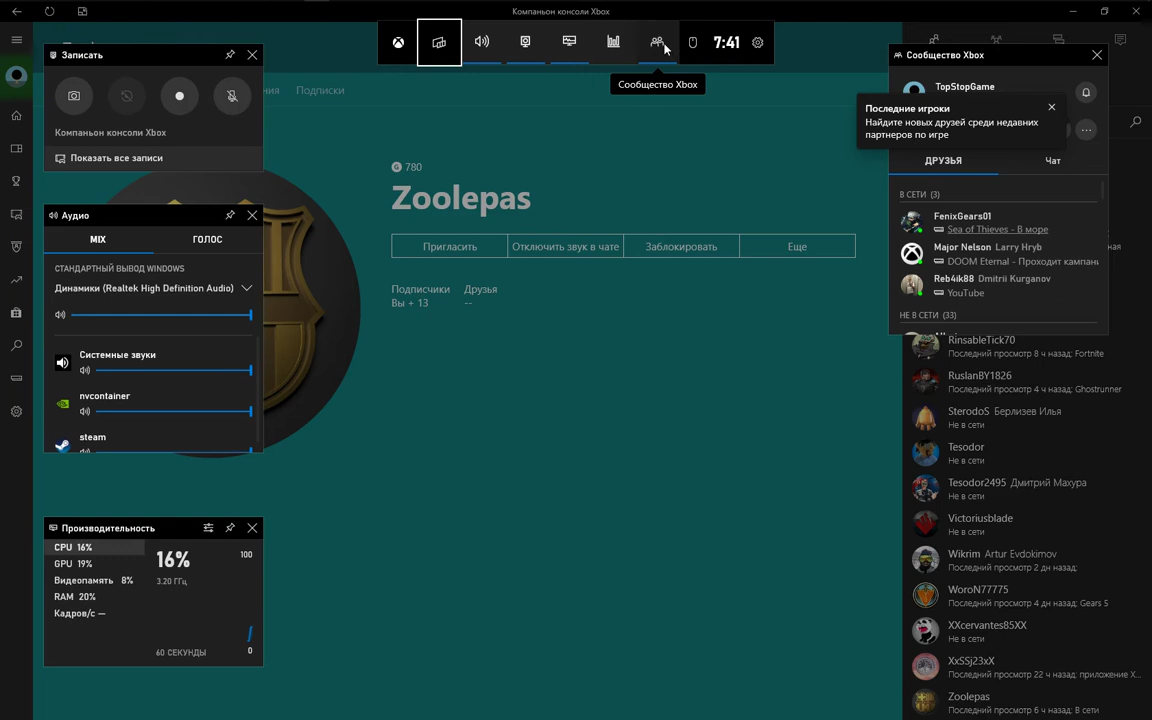 Компаньон консоли Xbox
7:41
Сообщество Xbox
Записать
Компаньон консоли Xbox
Показать все записи
Аудио
MIX
ГОЛОС
СТАНДАРТНЫЙ ВЫВОД WINDOWS
Динамики (Realtek High Definition Audio)
Системные звуки
nvcontainer
steam
Производительность
CPU 16%
GPU 19%
Видеопамять 8%
RAM 20%
Кадров/с —
16%
3.20 ГГц
100
0
60 СЕКУНДЫ
Подписки
G 780
Zoolepas
Пригласить
Отключить звук в чате
Заблокировать
Еще
Подписчики
Вы + 13
Друзья
--
Сообщество Xbox
TopStopGame
Последние игроки
Найдите новых друзей среди недавних
партнеров по игре
ДРУЗЬЯ
Чат
В СЕТИ (3)
FenixGears01
Sea of Thieves - В море
Major Nelson Larry Hryb
DOOM Eternal - Проходит кампан
Reb4ik88 Dmitrii Kurganov
YouTube
НЕ В СЕТИ (33)
RinsableTick70
Последний просмотр 8 ч назад: Fortnite
RuslanBY1826
Последний просмотр 4 ч назад: Ghostrunner
SterodoS Берлизев Илья
Не в сети
Tesodor
Не в сети
Tesodor2495 Дмитрий Махура
Не в сети
Victoriusblade
Не в сети
Wikrim Artur Evdokimov
Последний просмотр 2 дн назад:
WoroN77775
Последний просмотр 4 дн назад: Gears 5
XXcervantes85XX
Не в сети
XxSSj23xX
Последний просмотр 22 ч назад: приложение X...
Zoolepas
Последний просмотр 6 ч назад: В сети